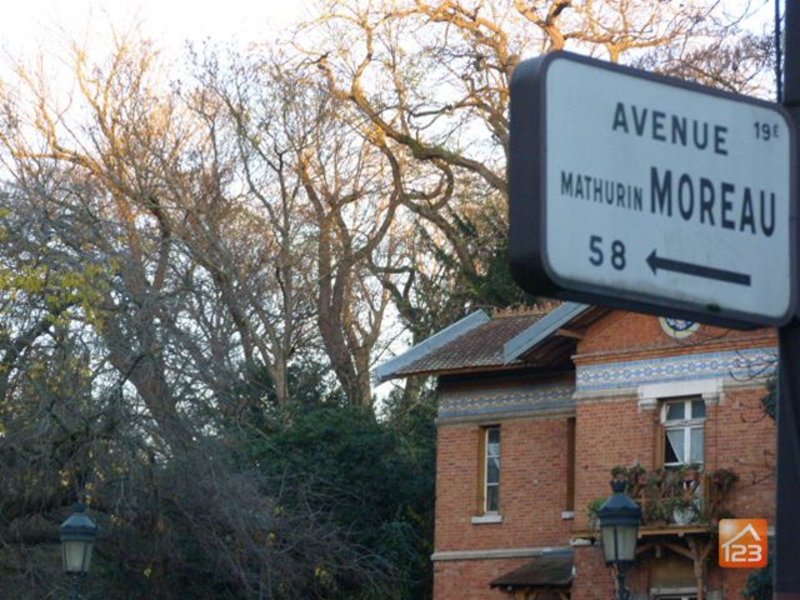 AVENUE 19E
MATHURIN MOREAU
58 ←
123